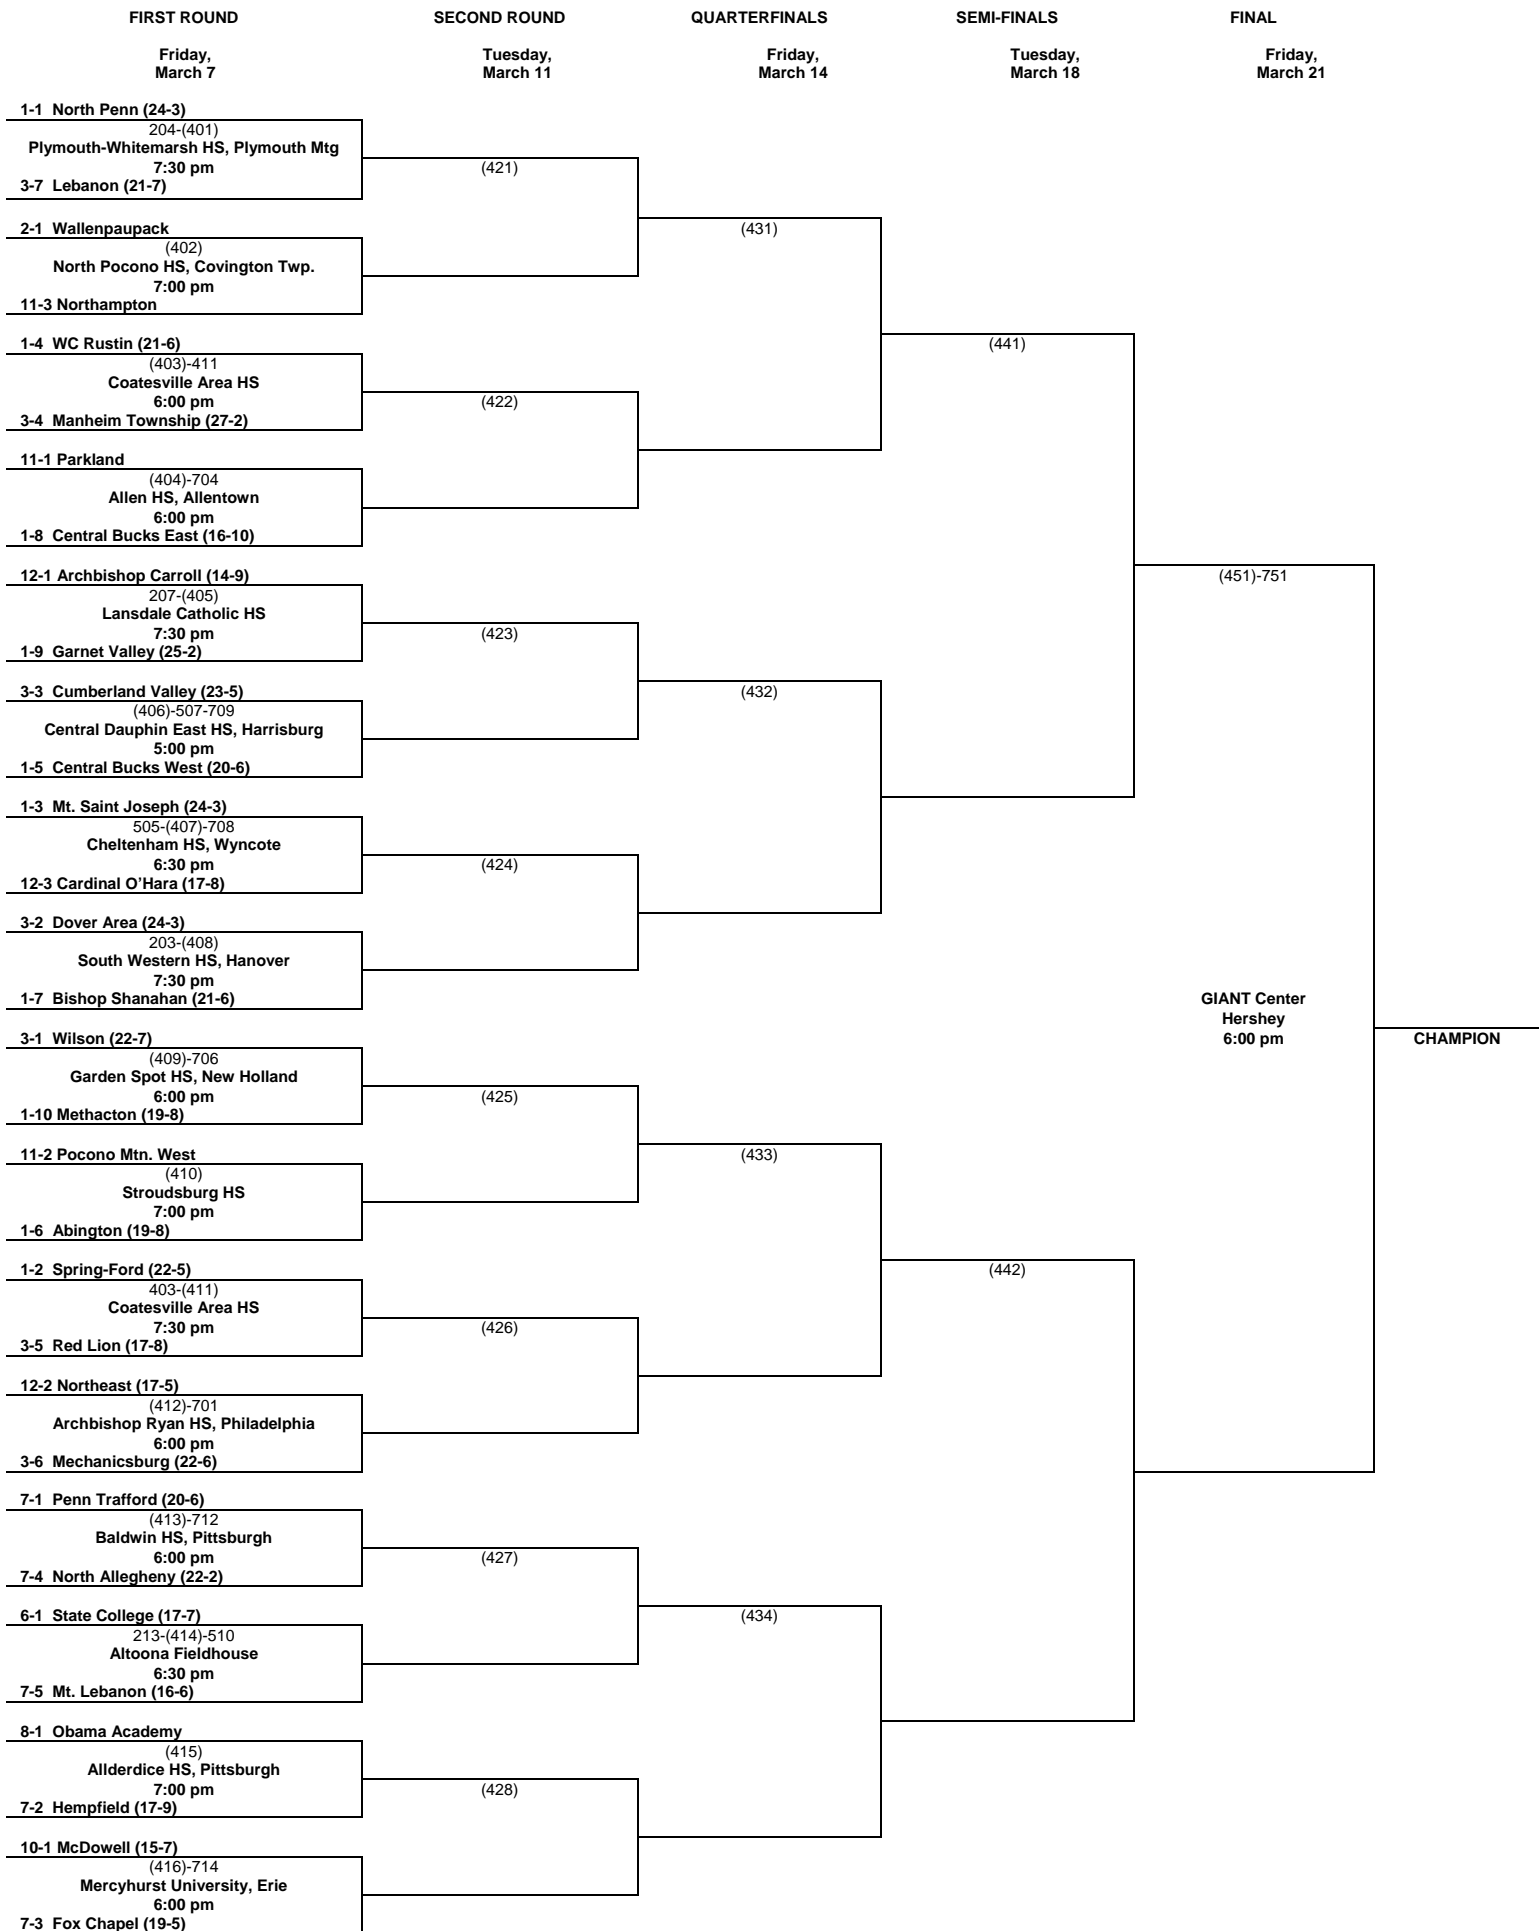 FIRST ROUND
SECOND ROUND
QUARTERFINALS
SEMI-FINALS
FINAL
Friday,
March 7
Tuesday,
March 11
Friday,
March 14
Tuesday,
March 18
Friday,
March 21
1-1 North Penn (24-3)
204-(401)
Plymouth-Whitemarsh HS, Plymouth Mtg
7:30 pm
3-7 Lebanon (21-7)
2-1 Wallenpaupack
(402)
North Pocono HS, Covington Twp.
7:00 pm
11-3 Northampton
1-4 WC Rustin (21-6)
(403)-411
Coatesville Area HS
6:00 pm
3-4 Manheim Township (27-2)
11-1 Parkland
(404)-704
Allen HS, Allentown
6:00 pm
1-8 Central Bucks East (16-10)
12-1 Archbishop Carroll (14-9)
207-(405)
Lansdale Catholic HS
7:30 pm
1-9 Garnet Valley (25-2)
3-3 Cumberland Valley (23-5)
(406)-507-709
Central Dauphin East HS, Harrisburg
5:00 pm
1-5 Central Bucks West (20-6)
1-3 Mt. Saint Joseph (24-3)
505-(407)-708
Cheltenham HS, Wyncote
6:30 pm
12-3 Cardinal O’Hara (17-8)
3-2 Dover Area (24-3)
203-(408)
South Western HS, Hanover
7:30 pm
1-7 Bishop Shanahan (21-6)
3-1 Wilson (22-7)
(409)-706
Garden Spot HS, New Holland
6:00 pm
1-10 Methacton (19-8)
11-2 Pocono Mtn. West
(410)
Stroudsburg HS
7:00 pm
1-6 Abington (19-8)
1-2 Spring-Ford (22-5)
403-(411)
Coatesville Area HS
7:30 pm
3-5 Red Lion (17-8)
12-2 Northeast (17-5)
(412)-701
Archbishop Ryan HS, Philadelphia
6:00 pm
3-6 Mechanicsburg (22-6)
7-1 Penn Trafford (20-6)
(413)-712
Baldwin HS, Pittsburgh
6:00 pm
7-4 North Allegheny (22-2)
6-1 State College (17-7)
213-(414)-510
Altoona Fieldhouse
6:30 pm
7-5 Mt. Lebanon (16-6)
8-1 Obama Academy
(415)
Allderdice HS, Pittsburgh
7:00 pm
7-2 Hempfield (17-9)
10-1 McDowell (15-7)
(416)-714
Mercyhurst University, Erie
6:00 pm
7-3 Fox Chapel (19-5)
(421)
(422)
(423)
(424)
(425)
(426)
(427)
(428)
(431)
(432)
(433)
(434)
(441)
(442)
(451)-751
GIANT Center
Hershey
6:00 pm
CHAMPION